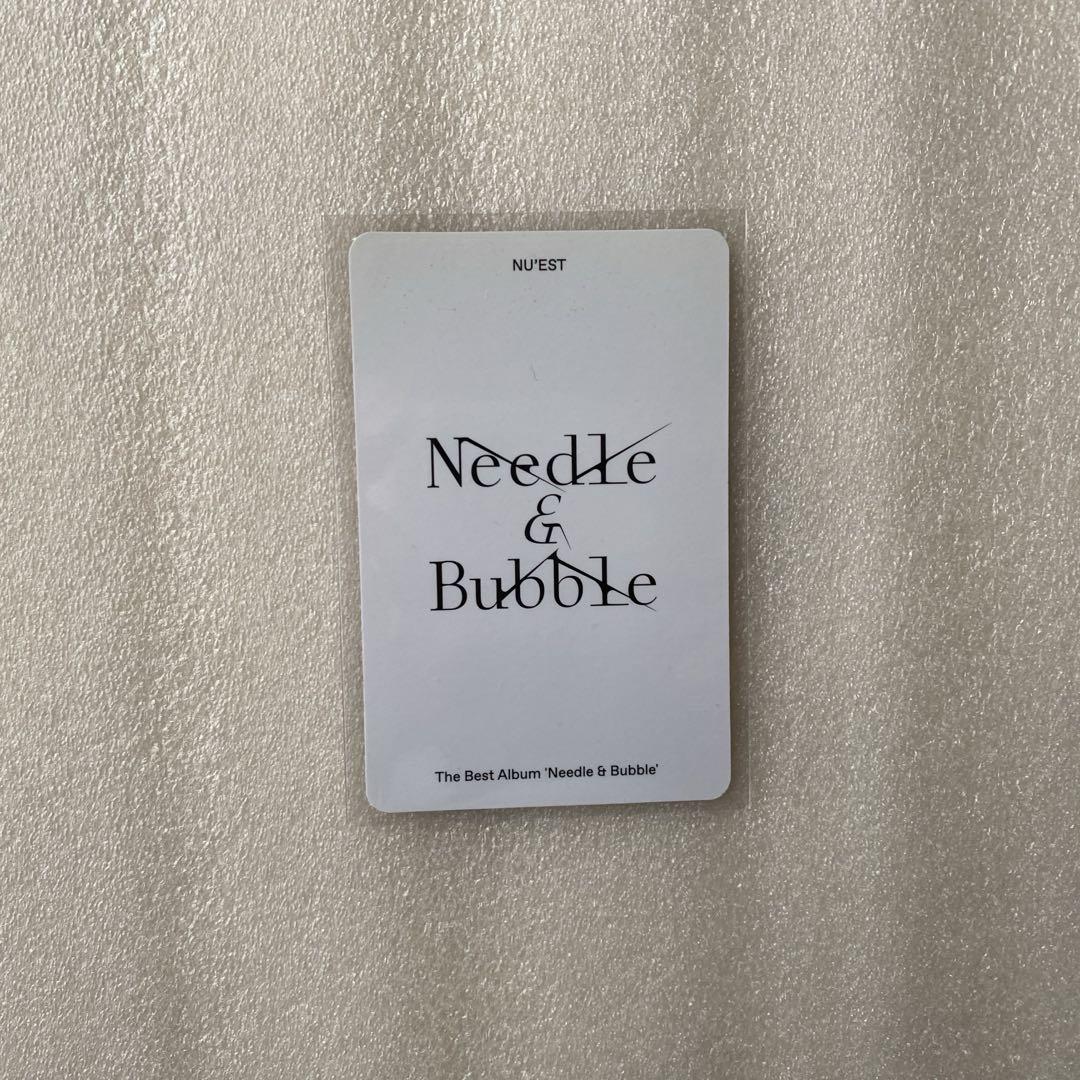 NU'EST
Needle
&
Bubble
The Best Album 'Needle & Bubble'